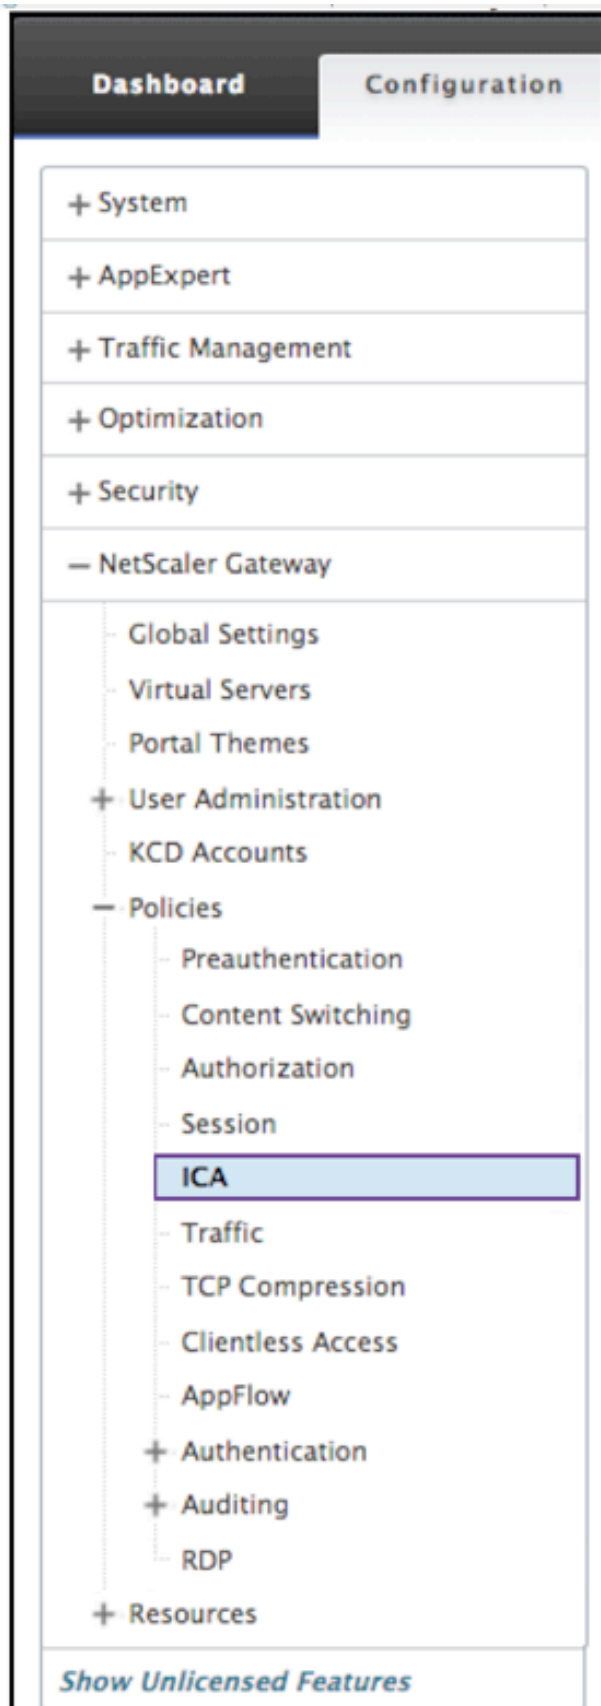 Dashboard Configuration
System
AppExpert
Traffic Management
Optimization
Security
NetScaler Gateway
Global Settings
Virtual Servers
Portal Themes
User Administration
KCD Accounts
Policies
Preauthentication
Content Switching
Authorization
Session
ICA
Traffic
TCP Compression
Clientless Access
AppFlow
Authentication
Auditing
RDP
Resources
Show Unlicensed Features